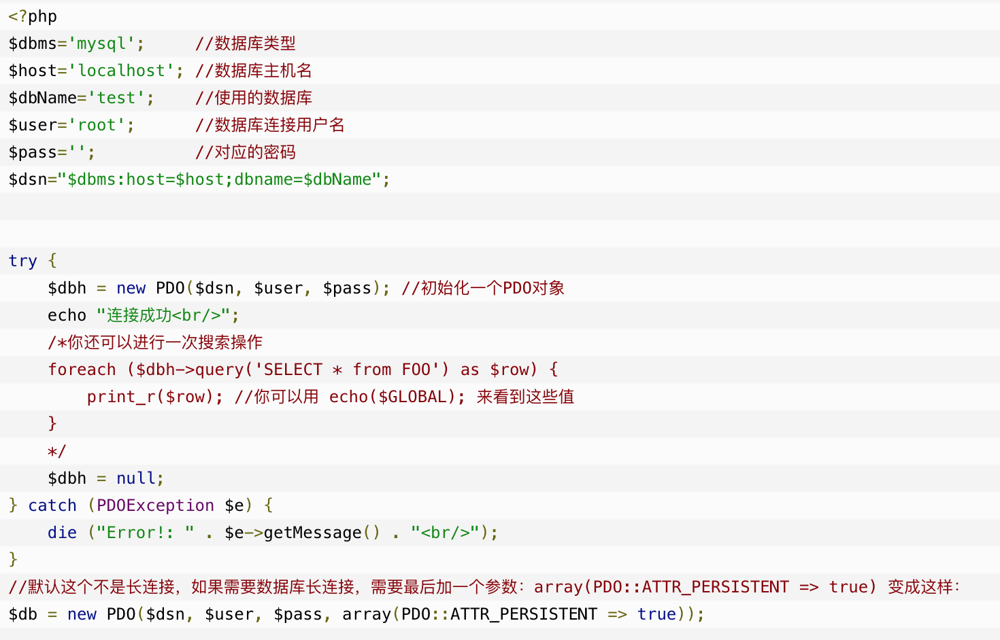 <?php
$dbms='mysql';     //数据库类型
$host='localhost'; //数据库主机名
$dbName='test';    //使用的数据库
$user='root';      //数据库连接用户名
$pass='';          //对应的密码
$dsn="$dbms:host=$host;dbname=$dbName";
try {
    $dbh = new PDO($dsn, $user, $pass); //初始化一个PDO对象
    echo "连接成功<br/>";
    /*你还可以进行一次搜索操作
    foreach ($dbh->query('SELECT * from FOO') as $row) {
        print_r($row); //你可以用 echo($GLOBAL); 来看到这些值
    }
    */
    $dbh = null;
} catch (PDOException $e) {
    die ("Error!: " . $e->getMessage() . "<br/>");
}
//默认这个不是长连接，如果需要数据库长连接，需要最后加一个参数：array(PDO::ATTR_PERSISTENT => true) 变成这样：
$db = new PDO($dsn, $user, $pass, array(PDO::ATTR_PERSISTENT => true));